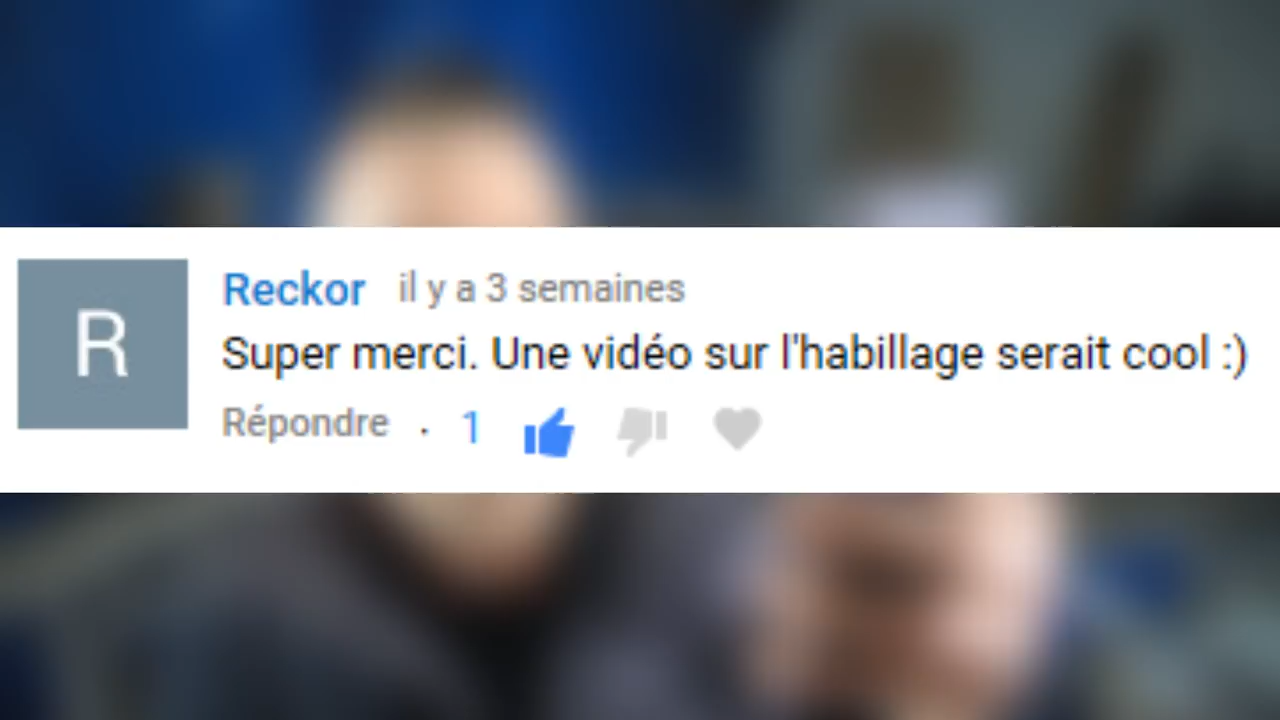 R
Reckor il y a 3 semaines
Super merci. Une vidéo sur l'habillage serait cool :)
Répondre . 1